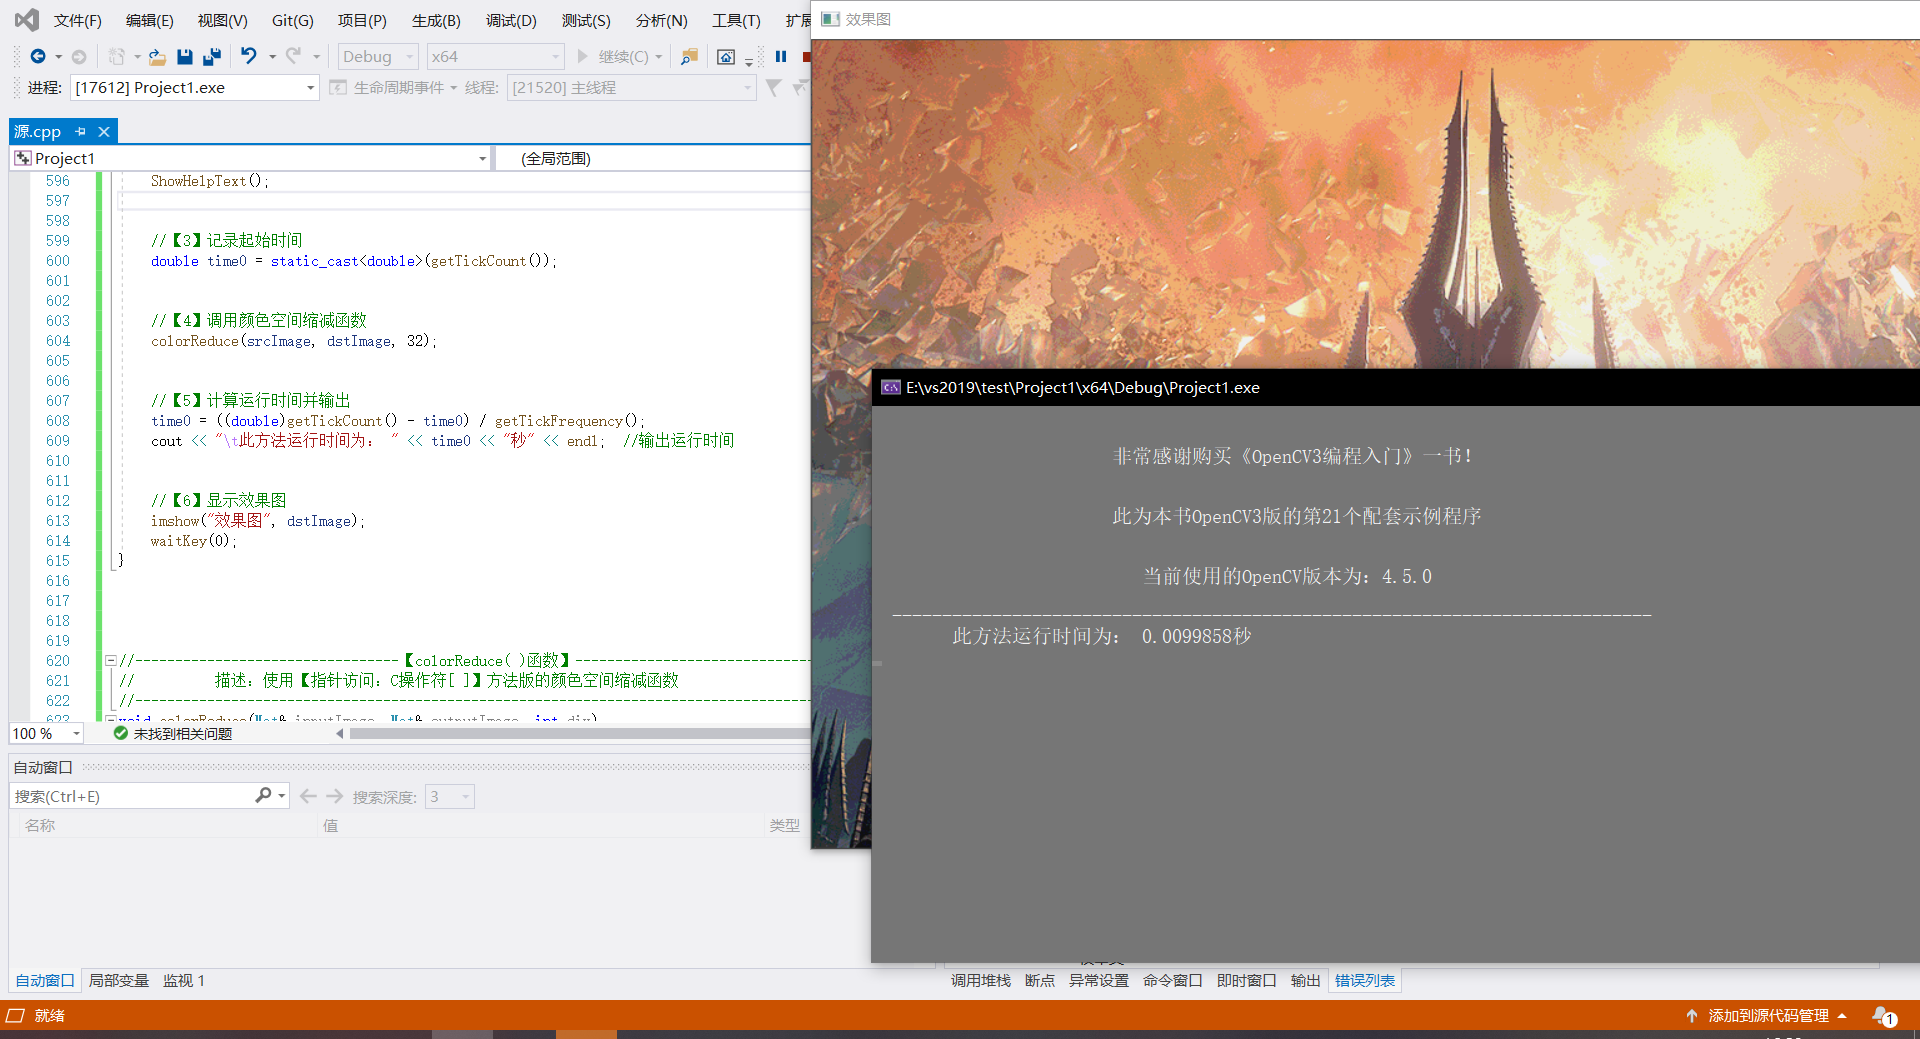 文件(F) 编辑(E) 视图(V) Git(G) 项目(P) 生成(B) 调试(D) 测试(S) 分析(N) 工具(T) 扩展
Debug x64 继续(C)
进程: [17612] Project1.exe 生命周期事件 线程: [21520] 主线程
源.cpp
Project1 (全局范围)
596 ShowHelpText();
597
598
599 //【3】记录起始时间
600 double time0 = static_cast<double>(getTickCount());
601
602
603 //【4】调用颜色空间缩减函数
604 colorReduce(srcImage, dstImage, 32);
605
606
607 //【5】计算运行时间并输出
608 time0 = ((double)getTickCount() - time0) / getTickFrequency();
609 cout << "\t此方法运行时间为: " << time0 << "秒" << endl; //输出运行时间
610
611
612 //【6】显示效果图
613 imshow("效果图", dstImage);
614 waitKey(0);
615 }
616
617
618
619
620 //---------------------------------【colorReduce( )函数】------------------------------
621 // 描述：使用【指针访问：C操作符[ ]】方法版的颜色空间缩减函数
622 //-------------------------------------------------------------------------------------
623 void colorReduce(Mat& inputImage, Mat& outputImage, int div)
100 % 未找到相关问题
自动窗口
搜索(Ctrl+E) 搜索深度: 3
名称 值 类型
自动窗口 局部变量 监视 1
效果图
E:\vs2019\test\Project1\x64\Debug\Project1.exe
非常感谢购买《OpenCV3编程入门》一书！
此为本书OpenCV3版的第21个配套示例程序
当前使用的OpenCV版本为：4.5.0
----------------------------------------------------------------------------
此方法运行时间为： 0.0099858秒
调用堆栈 断点 异常设置 命令窗口 即时窗口 输出 错误列表
就绪 添加到源代码管理 1